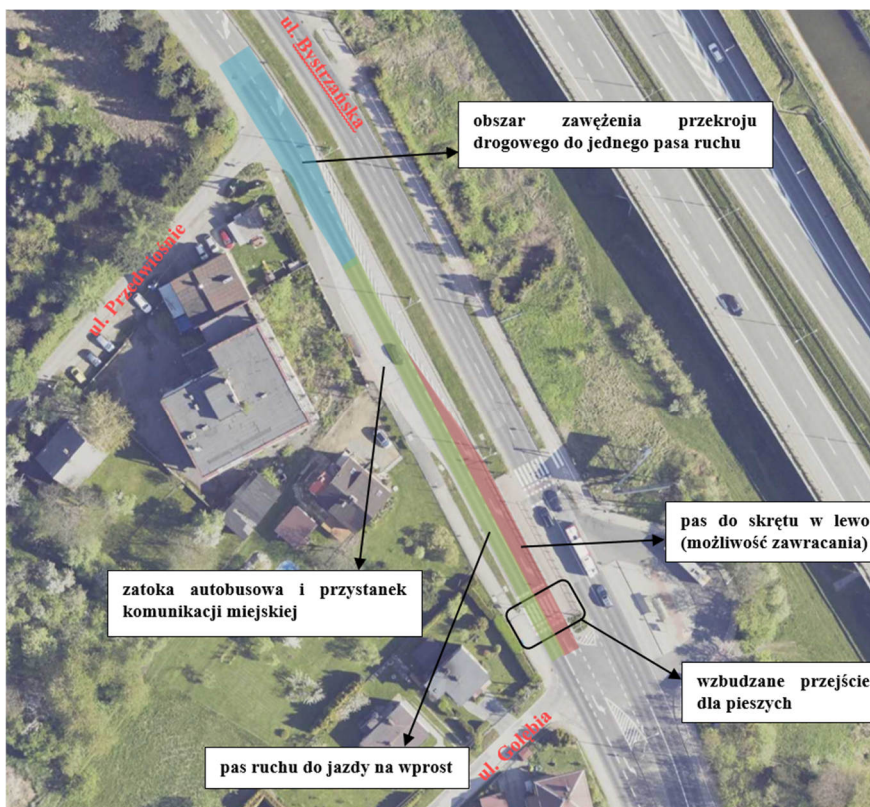 ul. Bystrzańska
obszar zawężenia przekroju
drogowego do jednego pasa ruchu
ul. Przedwiośnie
pas do skrętu w lewo
(możliwość zawracania)
zatoka autobusowa i przystanek
komunikacji miejskiej
wzbudzane przejście
dla pieszych
ul. Gołębia
pas ruchu do jazdy na wprost